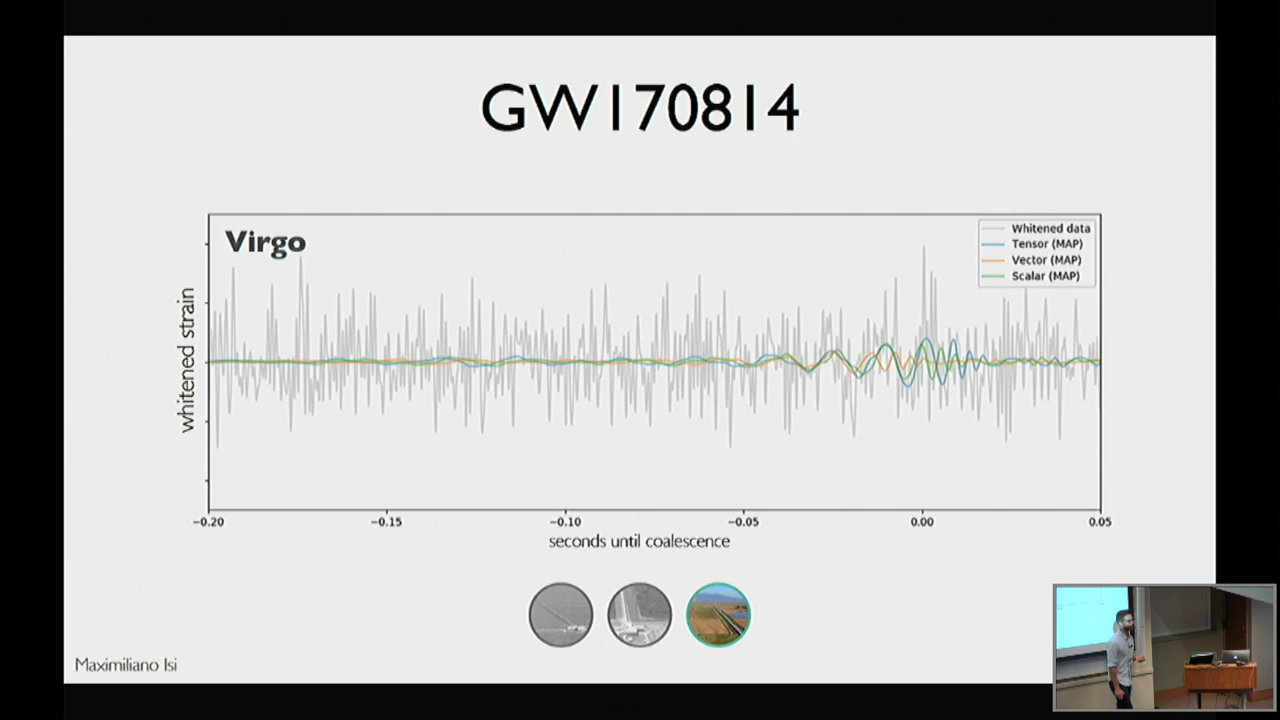 GW170814
Virgo
Whitened data
Tensor (MAP)
Vector (MAP)
Scalar (MAP)
whitened strain
−0.20
−0.15
−0.10
−0.05
0.00
0.05
seconds until coalescence
Maximiliano Isi